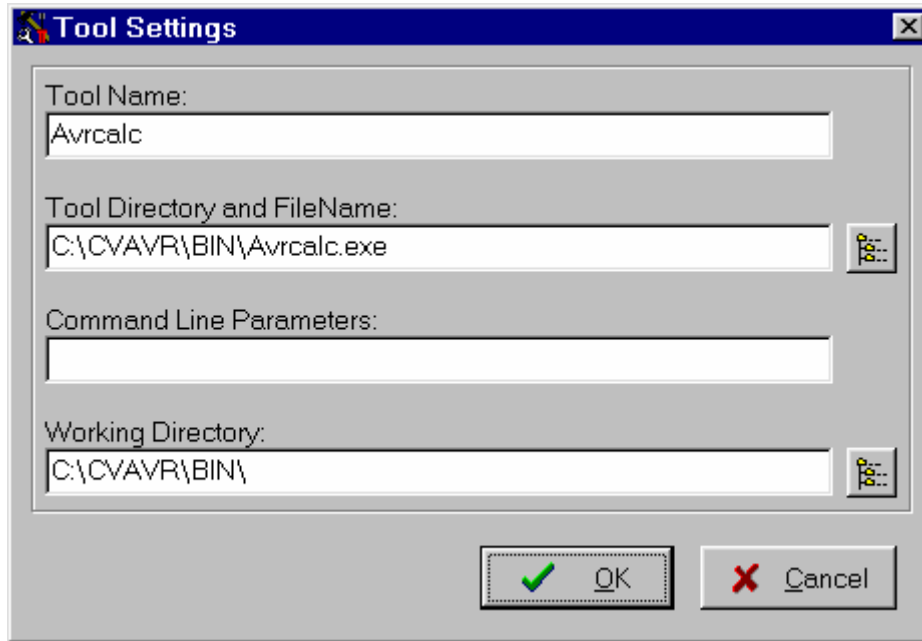 Tool Settings
Tool Name:
Avrcalc
Tool Directory and FileName:
C:\CVAVR\BIN\Avrcalc.exe
Command Line Parameters:
Working Directory:
C:\CVAVR\BIN\
OK
Cancel